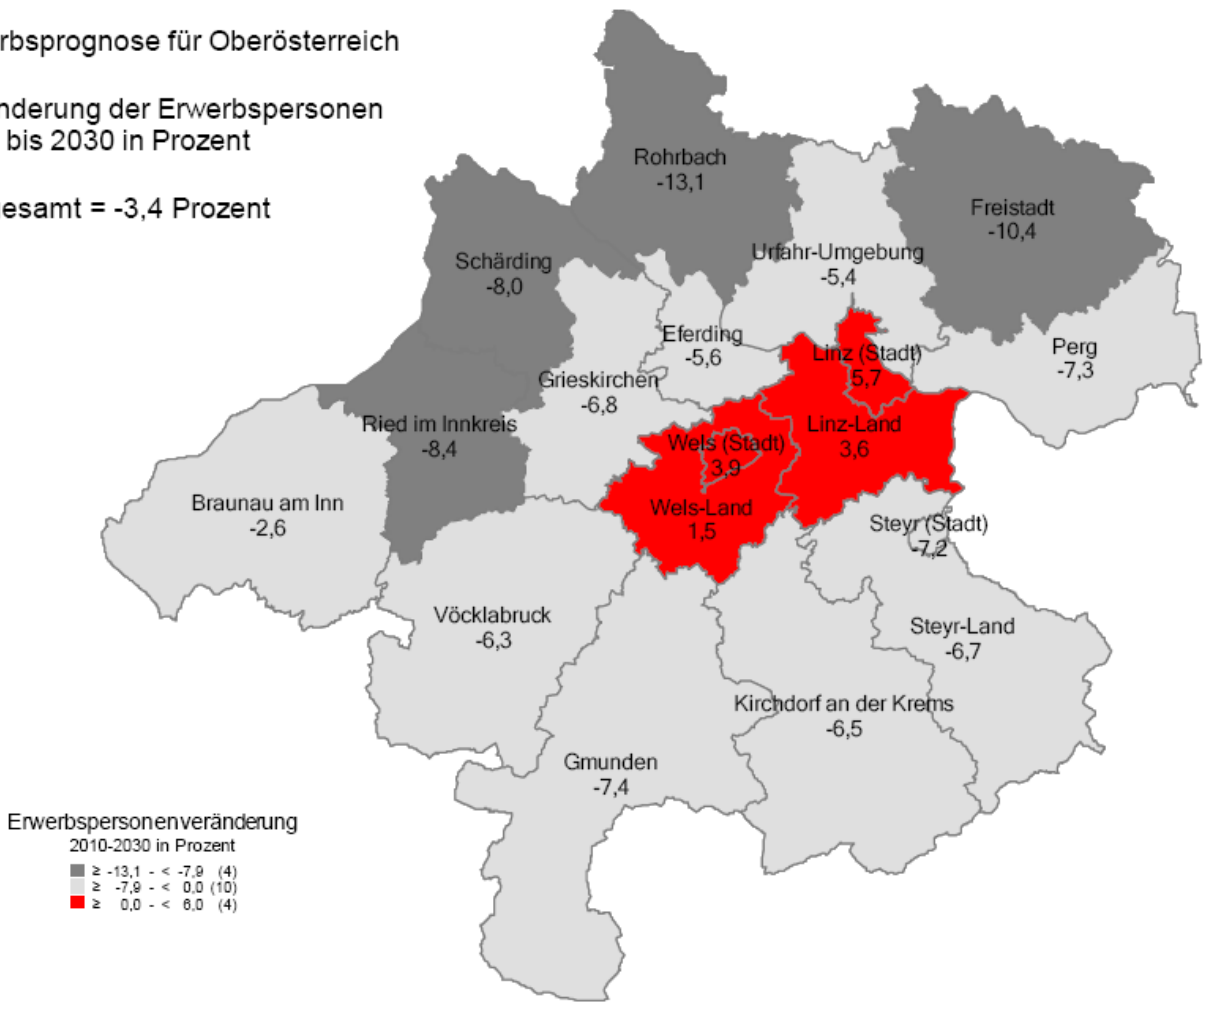 rbsprognose für Oberösterreich
nderung der Erwerbspersonen
bis 2030 in Prozent
esamt = -3,4 Prozent
Rohrbach
-13,1
Freistadt
-10,4
Schärding
-8,0
Urfahr-Umgebung
-5,4
Eferding
-5,6
Linz (Stadt)
5,7
Perg
-7,3
Grieskirchen
-6,8
Ried im Innkreis
-8,4
Linz-Land
3,6
Wels (Stadt)
3,9
Wels-Land
1,5
Braunau am Inn
-2,6
Steyr (Stadt)
-7,2
Vöcklabruck
-6,3
Steyr-Land
-6,7
Kirchdorf an der Krems
-6,5
Gmunden
-7,4
Erwerbspersonenveränderung
2010-2030 in Prozent
≥ -13,1 - < -7,9 (4)
≥ -7,9 - < 0,0 (10)
≥ 0,0 - < 6,0 (4)